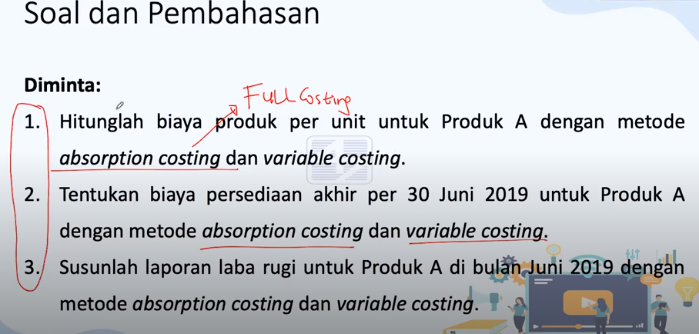 Soal dan Pembahasan
Diminta:
Full Costing
1. Hitunglah biaya produk per unit untuk Produk A dengan metode
absorption costing dan variable costing.
2. Tentukan biaya persediaan akhir per 30 Juni 2019 untuk Produk A
dengan metode absorption costing dan variable costing.
3. Susunlah laporan laba rugi untuk Produk A di bulan Juni 2019 dengan
metode absorption costing dan variable costing.